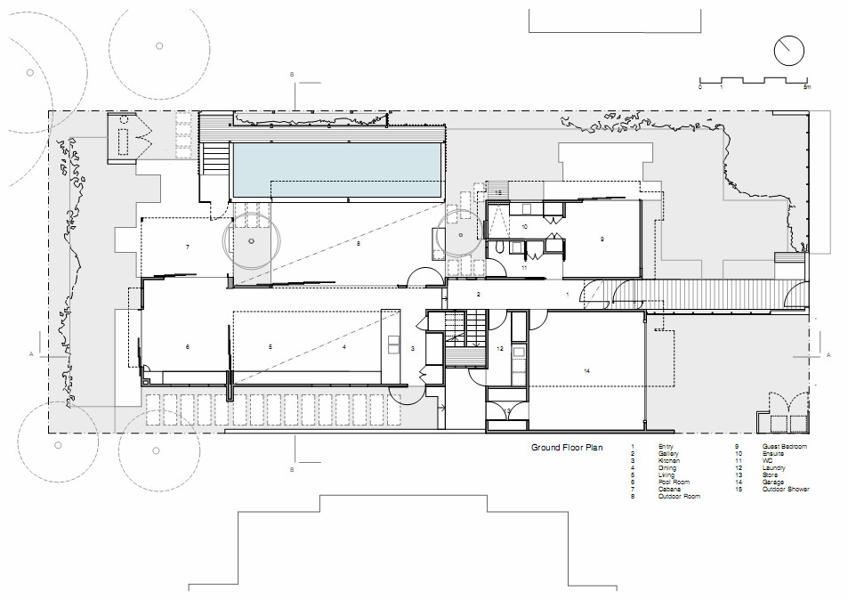 B
0 1 5m
15
10
9
7
8
11
2
1
A
A
6
5
4
3
12
14
13
B
Ground Floor Plan
1 Entry
2 Gallery
3 Kitchen
4 Dining
5 Living
6 Pool Room
7 Cabana
8 Outdoor Room
9 Guest Bedroom
10 Ensuite
11 WC
12 Laundry
13 Store
14 Garage
15 Outdoor Shower